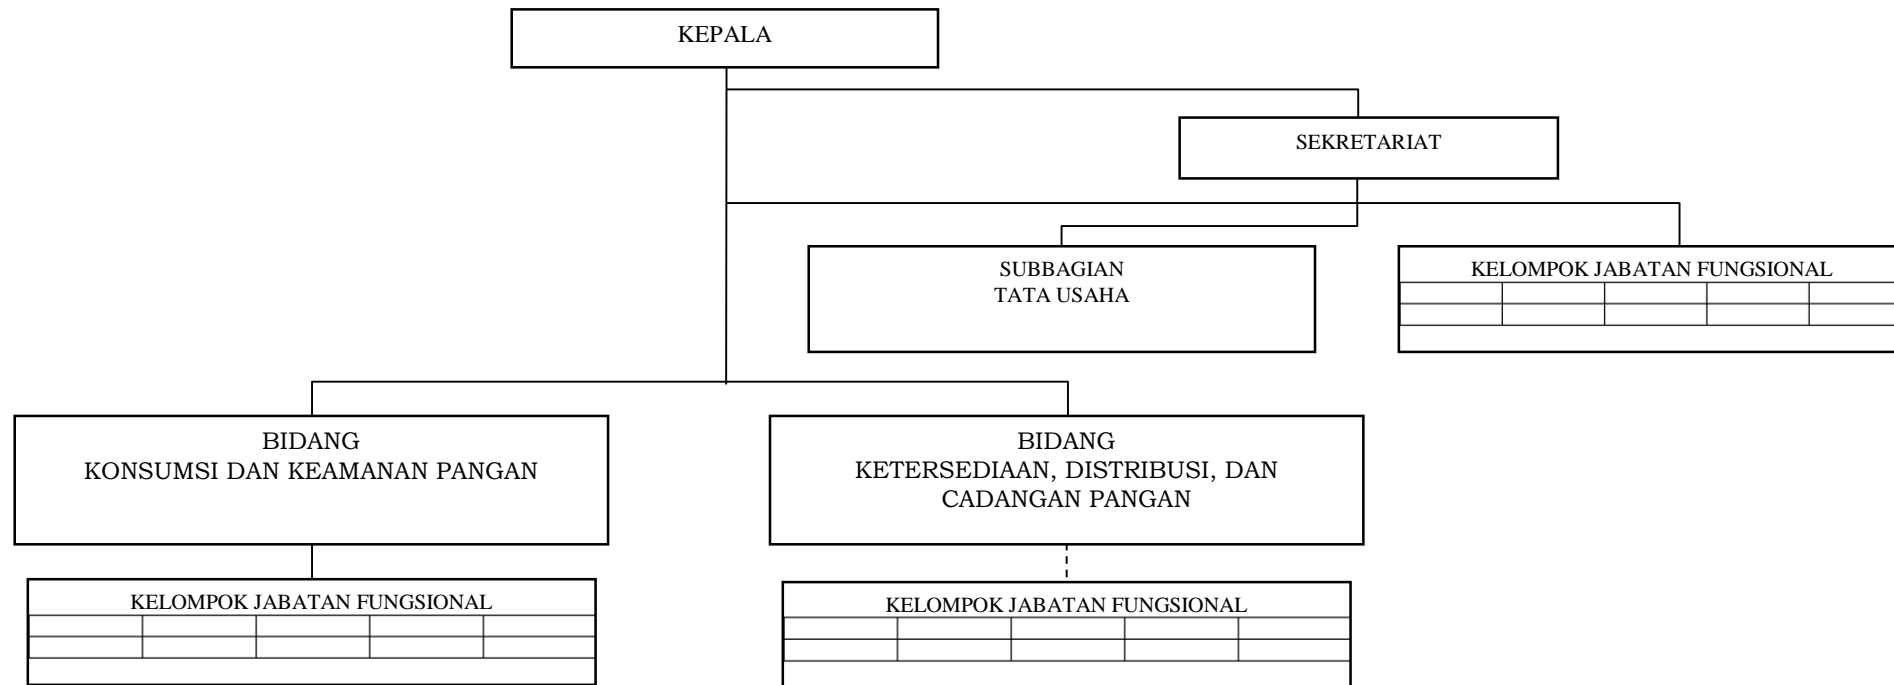 KEPALA
SEKRETARIAT
SUBBAGIAN
TATA USAHA
KELOMPOK JABATAN FUNGSIONAL
BIDANG
KONSUMSI DAN KEAMANAN PANGAN
BIDANG
KETERSEDIAAN, DISTRIBUSI, DAN
CADANGAN PANGAN
KELOMPOK JABATAN FUNGSIONAL
KELOMPOK JABATAN FUNGSIONAL